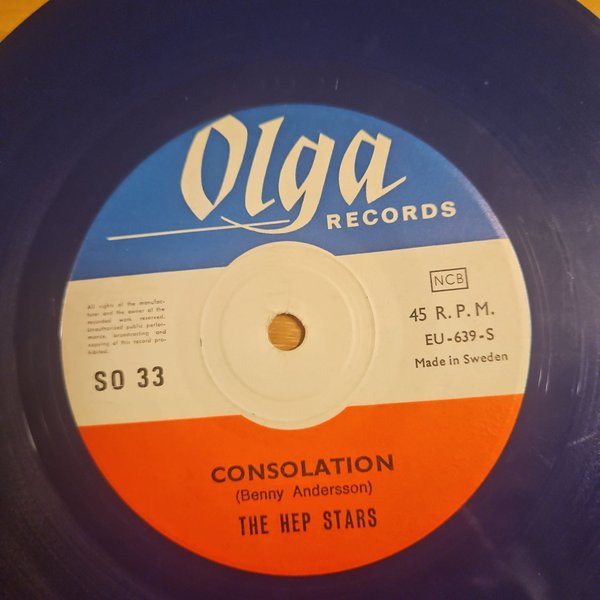 Olga
RECORDS
All rights of the manufac-
turer and the owner of the
recorded work reserved.
Unauthorised public perfor-
mance, broadcasting and
copying of this record pro-
hibited.
SO 33
NCB
45 R.P.M.
EU-639-S
Made in Sweden
CONSOLATION
(Benny Andersson)
THE HEP STARS